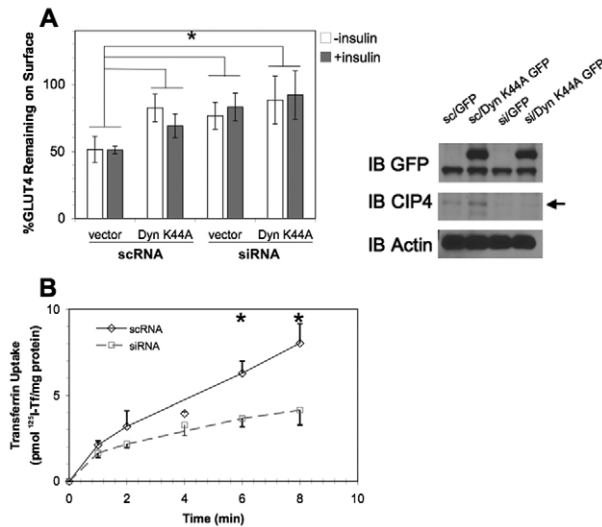 A
*
-insulin
+insulin
%GLUT4 Remaining on Surface
100
50
0
vector Dyn K44A vector Dyn K44A
scRNA siRNA
sc/GFP
sc/Dyn K44A GFP
si/GFP
si/Dyn K44A GFP
IB GFP
IB CIP4
IB Actin
B
Transferrin Uptake
(pmol ¹²⁵I-Tf/mg protein)
10
5
0
scRNA
siRNA
* *
0 2 4 6 8 10
Time (min)